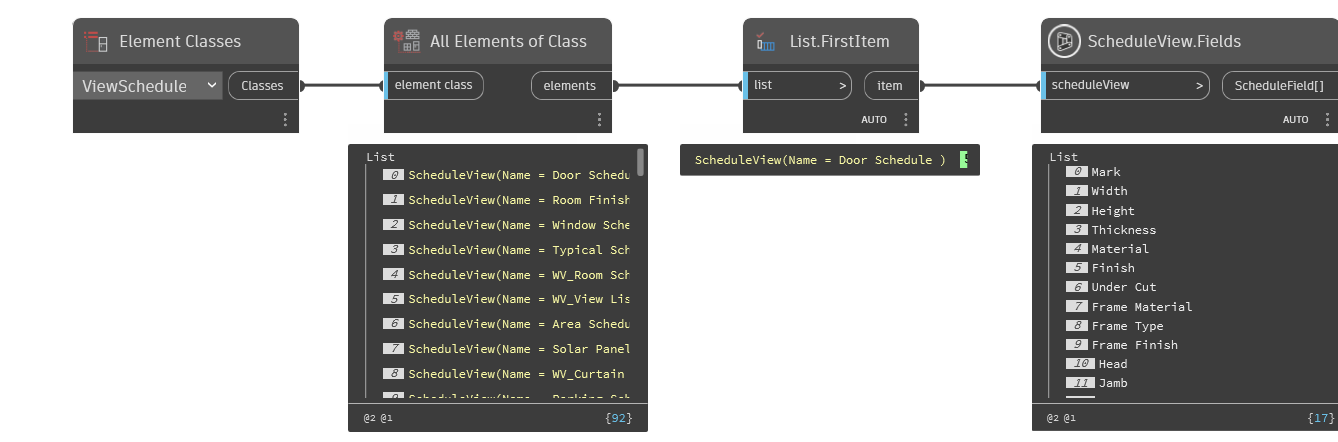 Element Classes
ViewSchedule
Classes
All Elements of Class
element class
elements
List.FirstItem
list
>
item
AUTO
ScheduleView.Fields
scheduleView
>
ScheduleField[]
AUTO
List
0 ScheduleView(Name = Door Schedu
1 ScheduleView(Name = Room Finish
2 ScheduleView(Name = Window Sche
3 ScheduleView(Name = Typical Sch
4 ScheduleView(Name = WV_Room Sch
5 ScheduleView(Name = WV_View Lis
6 ScheduleView(Name = Area Schedu
7 ScheduleView(Name = Solar Panel
8 ScheduleView(Name = WV_Curtain
9 ScheduleView(Name = Parking Sch
@2 @1
{92}
ScheduleView(Name = Door Schedule )
List
0 Mark
1 Width
2 Height
3 Thickness
4 Material
5 Finish
6 Under Cut
7 Frame Material
8 Frame Type
9 Frame Finish
10 Head
11 Jamb
@2 @1
{17}